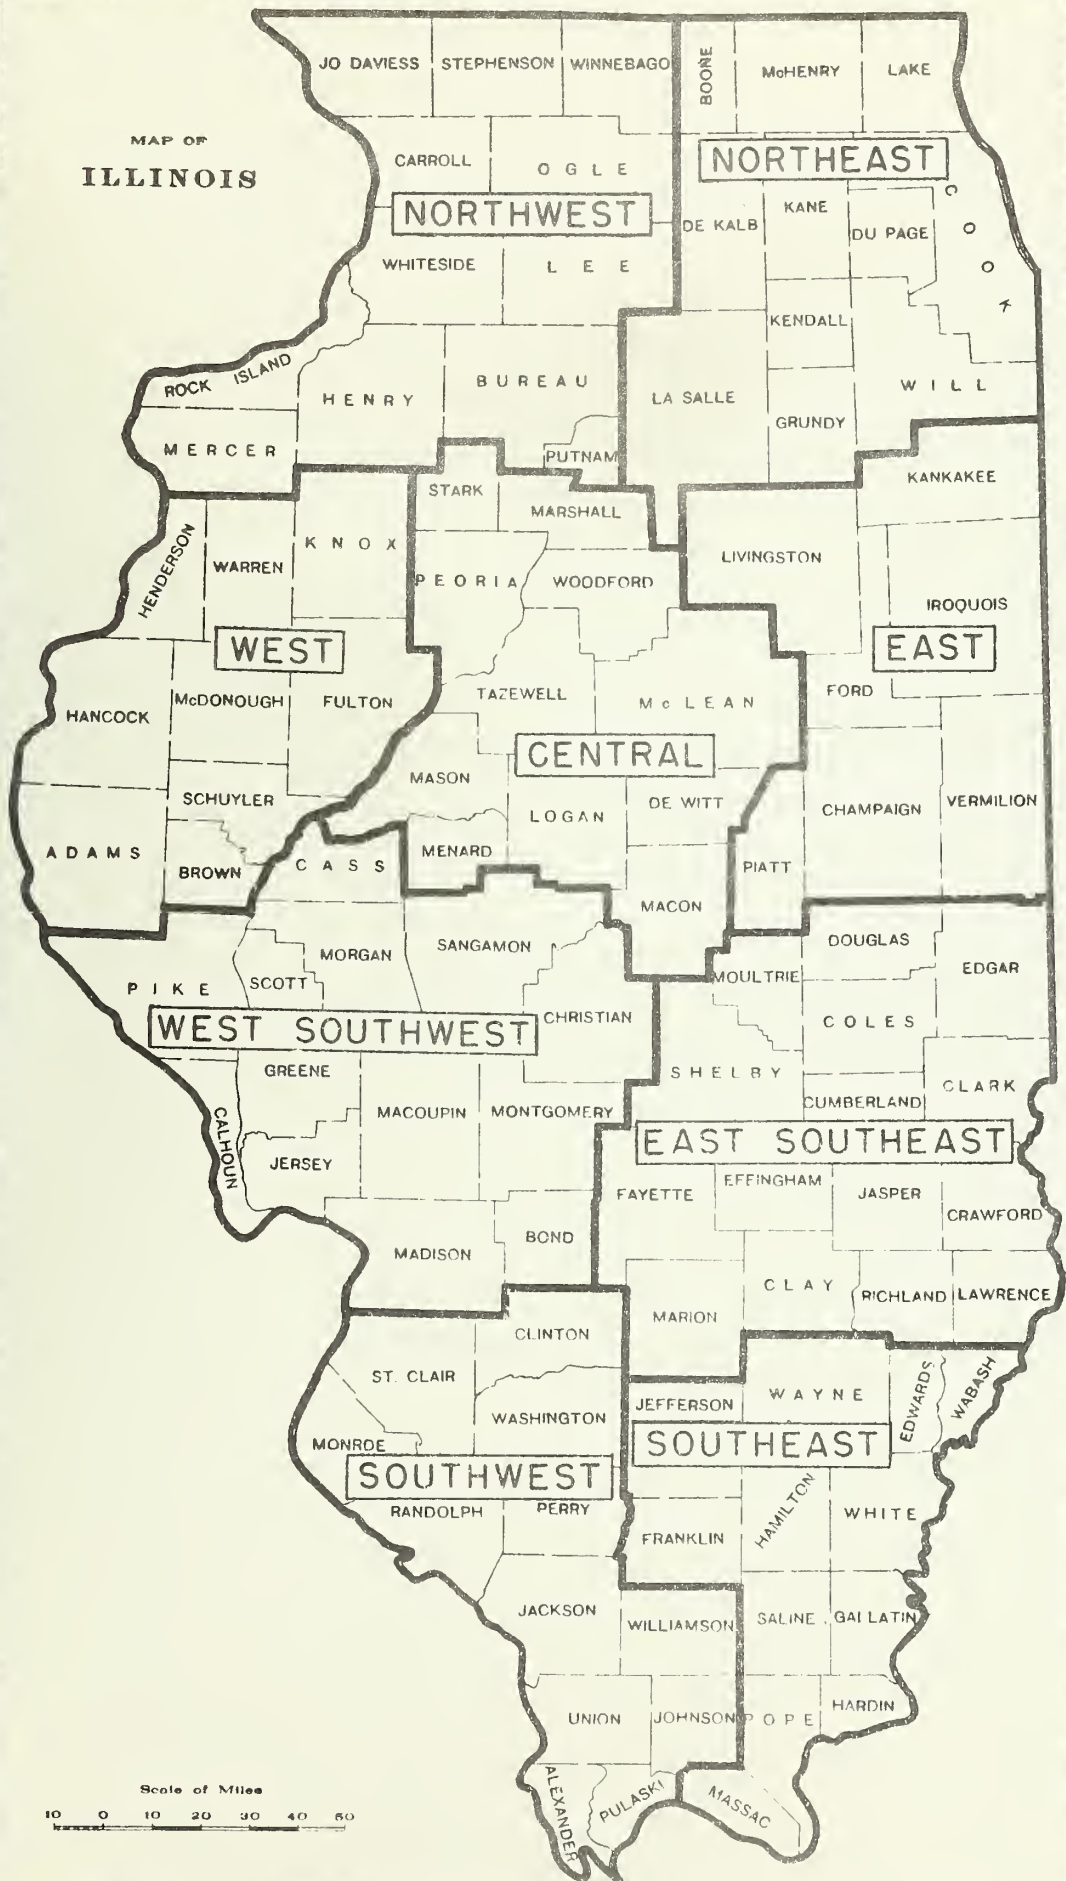 MAP OF
ILLINOIS
JO DAVIESS
STEPHENSON
WINNEBAGO
BOONE
McHENRY
LAKE
CARROLL
OGLE
NORTHWEST
NORTHEAST
DE KALB
KANE
DU PAGE
COOK
WHITESIDE
LEE
KENDALL
ROCK ISLAND
HENRY
BUREAU
LA SALLE
GRUNDY
WILL
MERCER
PUTNAM
KANKAKEE
STARK
MARSHALL
HENDERSON
WARREN
KNOX
PEORIA
WOODFORD
LIVINGSTON
IROQUOIS
WEST
EAST
HANCOCK
McDONOUGH
FULTON
TAZEWELL
McLEAN
FORD
CENTRAL
SCHUYLER
MASON
LOGAN
DE WITT
CHAMPAIGN
VERMILION
ADAMS
BROWN
CASS
MENARD
MACON
PIATT
PIKE
SCOTT
MORGAN
SANGAMON
CHRISTIAN
MOULTRIE
DOUGLAS
EDGAR
WEST SOUTHWEST
COLES
GREENE
MACOUPIN
MONTGOMERY
SHELBY
CUMBERLAND
CLARK
CALHOUN
JERSEY
EAST SOUTHEAST
FAYETTE
EFFINGHAM
JASPER
CRAWFORD
MADISON
BOND
MARION
CLAY
RICHLAND
LAWRENCE
CLINTON
ST. CLAIR
WASHINGTON
JEFFERSON
WAYNE
EDWARDS
WABASH
MONROE
SOUTHWEST
SOUTHEAST
RANDOLPH
PERRY
FRANKLIN
HAMILTON
WHITE
JACKSON
WILLIAMSON
SALINE
GALLATIN
UNION
JOHNSON
POPE
HARDIN
ALEXANDER
PULASKI
MASSAC
Scale of Miles
10 0 10 20 30 40 50